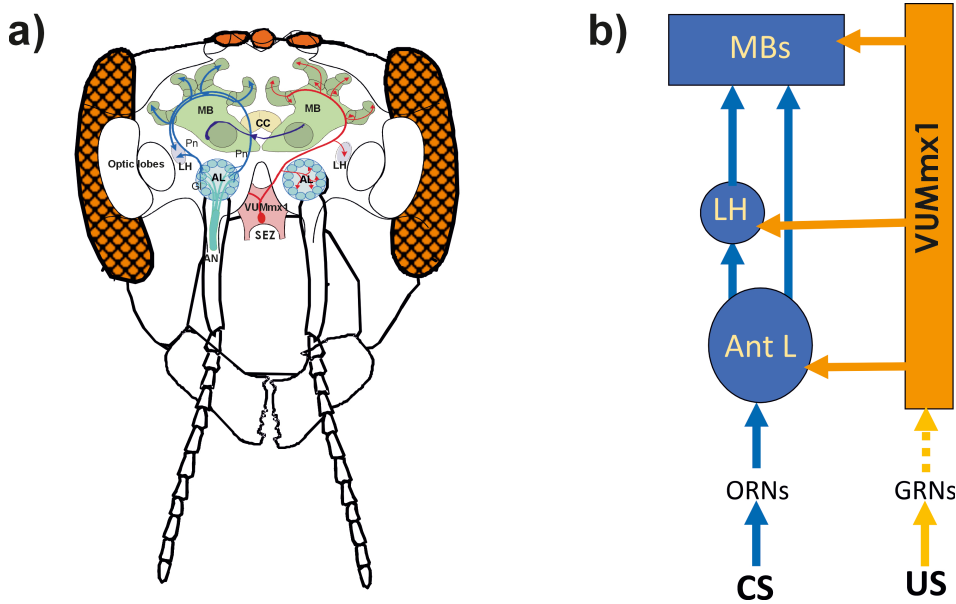 a)
MB
MB
CC
Pn
Pn
Optic lobes
LH
LH
AL
AL
Gl
VUMmx1
SEZ
AN
b)
MBs
LH
Ant L
VUMmx1
ORNs
GRNs
CS
US